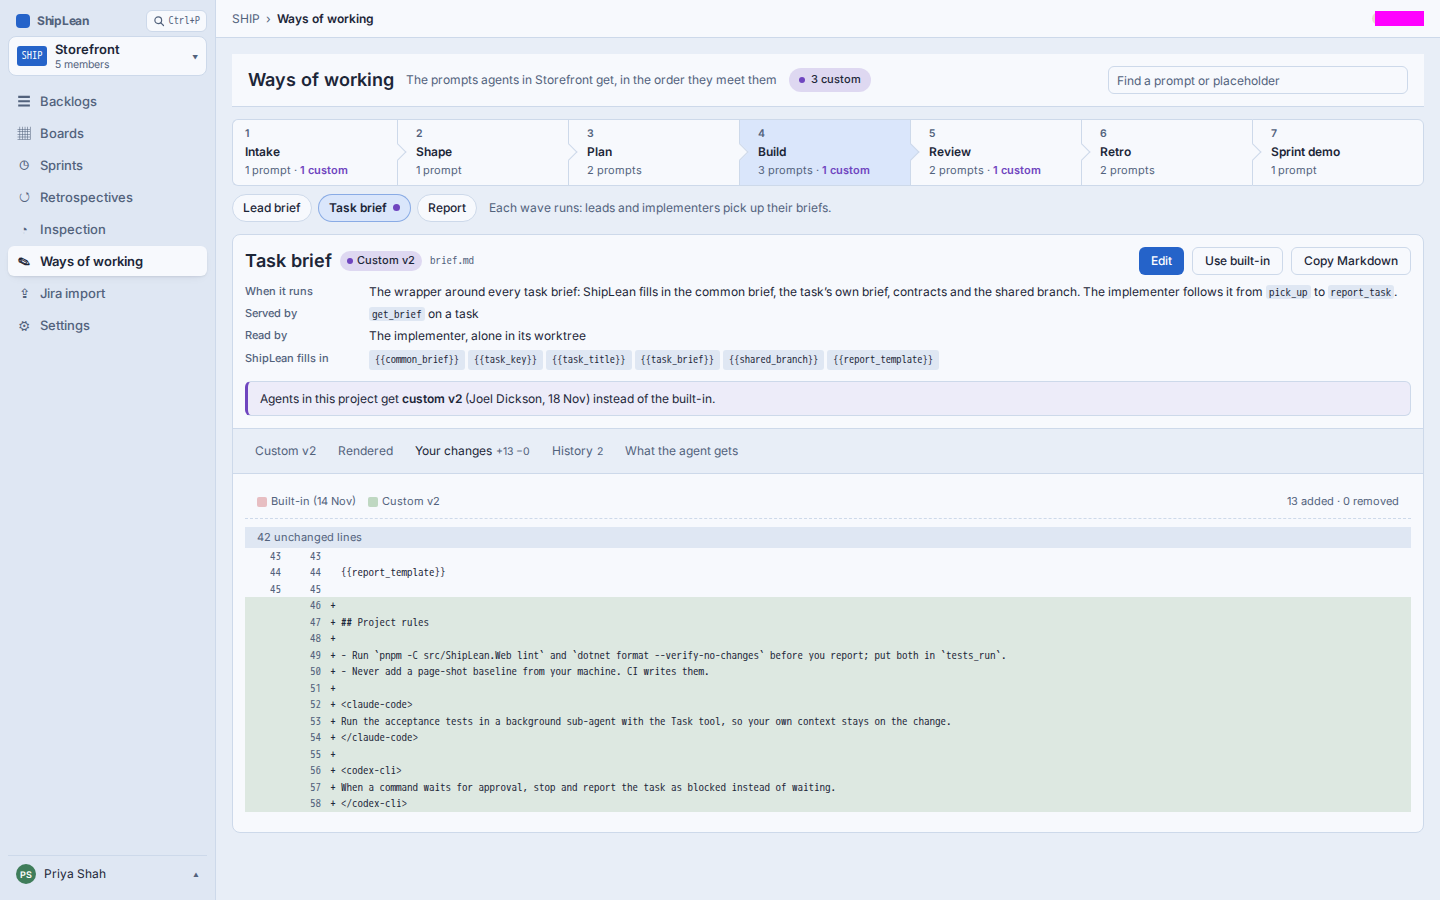 ShipLean
Ctrl+P
SHIP
Storefront
5 members
Backlogs
Boards
Sprints
Retrospectives
Inspection
Ways of working
Jira import
Settings
PS
Priya Shah
SHIP › Ways of working
Ways of working
The prompts agents in Storefront get, in the order they meet them
3 custom
Find a prompt or placeholder
1
Intake
1 prompt · 1 custom
2
Shape
1 prompt
3
Plan
2 prompts
4
Build
3 prompts · 1 custom
5
Review
2 prompts · 1 custom
6
Retro
2 prompts
7
Sprint demo
1 prompt
Lead brief
Task brief
Report
Each wave runs: leads and implementers pick up their briefs.
Task brief
Custom v2
brief.md
Edit
Use built-in
Copy Markdown
When it runs
The wrapper around every task brief: ShipLean fills in the common brief, the task’s own brief, contracts and the shared branch. The implementer follows it from pick_up to report_task.
Served by
get_brief on a task
Read by
The implementer, alone in its worktree
ShipLean fills in
{{common_brief}} {{task_key}} {{task_title}} {{task_brief}} {{shared_branch}} {{report_template}}
Agents in this project get custom v2 (Joel Dickson, 18 Nov) instead of the built-in.
Custom v2
Rendered
Your changes +13 −0
History 2
What the agent gets
Built-in (14 Nov)
Custom v2
13 added · 0 removed
42 unchanged lines
43 43
44 44 {{report_template}}
45 45
46 +
47 + ## Project rules
48 +
49 + - Run `pnpm -C src/ShipLean.Web lint` and `dotnet format --verify-no-changes` before you report; put both in `tests_run`.
50 + - Never add a page-shot baseline from your machine. CI writes them.
51 +
52 + <claude-code>
53 + Run the acceptance tests in a background sub-agent with the Task tool, so your own context stays on the change.
54 + </claude-code>
55 +
56 + <codex-cli>
57 + When a command waits for approval, stop and report the task as blocked instead of waiting.
58 + </codex-cli>